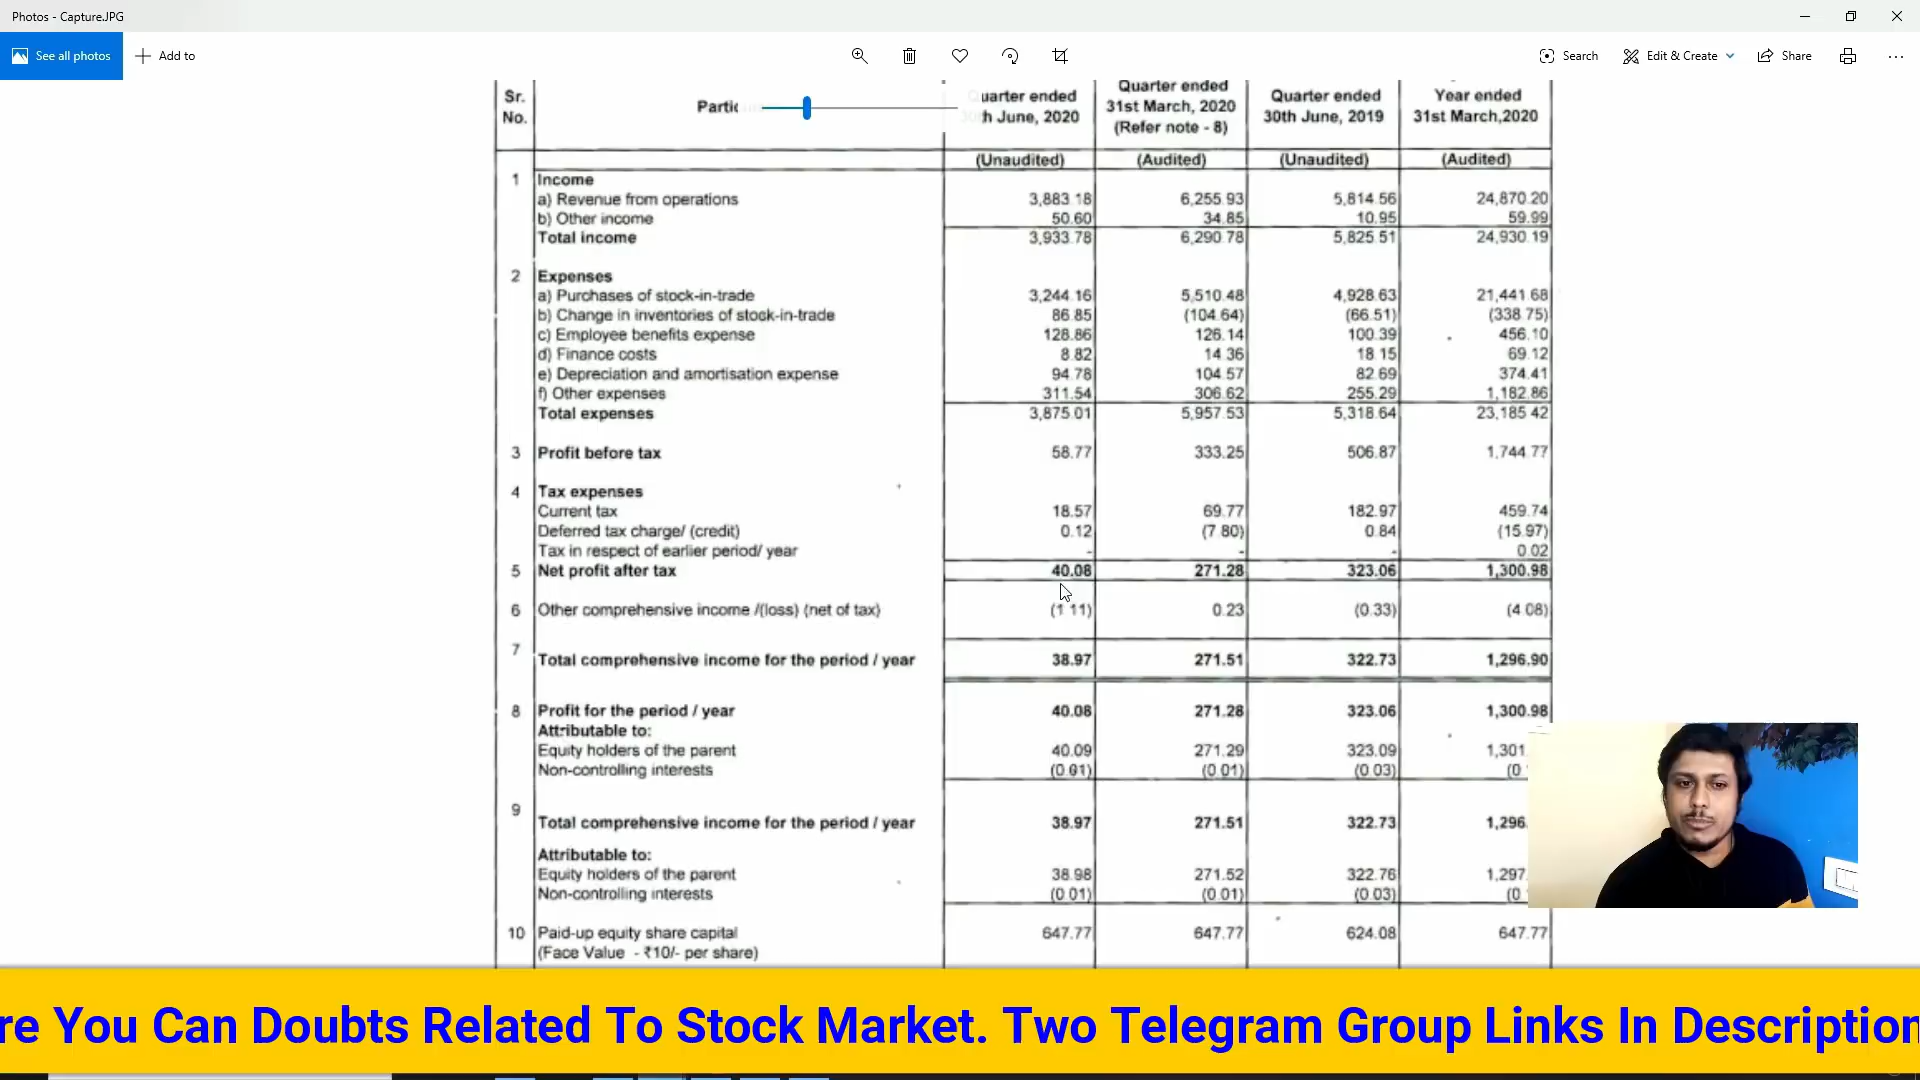 Photos - Capture.JPG
See all photos
Add to
Search
Edit & Create
Share
Sr. No.
Quarter ended
June, 2020
Quarter ended 31st March, 2020 (Refer note - 8)
Quarter ended 30th June, 2019
Year ended 31st March,2020
(Unaudited) (Audited) (Unaudited) (Audited)
1 Income
a) Revenue from operations 3,883.18 6,255.93 5,814.56 24,870.20
b) Other income 50.60 34.85 10.95 59.99
Total income 3,933.78 6,290.78 5,825.51 24,930.19
2 Expenses
a) Purchases of stock-in-trade 3,244.16 5,510.48 4,928.63 21,441.68
b) Change in inventories of stock-in-trade 86.85 (104.64) (66.51) (338.75)
c) Employee benefits expense 128.86 126.14 100.39 456.10
d) Finance costs 8.82 14.36 18.15 69.12
e) Depreciation and amortisation expense 94.78 104.57 82.69 374.41
f) Other expenses 311.54 306.62 255.29 1,182.86
Total expenses 3,875.01 5,957.53 5,318.64 23,185.42
3 Profit before tax 58.77 333.25 506.87 1,744.77
4 Tax expenses
Current tax 18.57 69.77 182.97 459.74
Deferred tax charge/ (credit) 0.12 (7.80) 0.84 (15.97)
Tax in respect of earlier period/ year - - - 0.02
5 Net profit after tax 40.08 271.28 323.06 1,300.98
6 Other comprehensive income /(loss) (net of tax) (1.11) 0.23 (0.33) (4.08)
7 Total comprehensive income for the period / year 38.97 271.51 322.73 1,296.90
8 Profit for the period / year 40.08 271.28 323.06 1,300.98
Attributable to:
Equity holders of the parent 40.09 271.29 323.09 1,301
Non-controlling interests (0.01) (0.01) (0.03) (0
9 Total comprehensive income for the period / year 38.97 271.51 322.73 1,296
Attributable to:
Equity holders of the parent 38.98 271.52 322.76 1,297
Non-controlling interests (0.01) (0.01) (0.03) (0
10 Paid-up equity share capital 647.77 647.77 624.08 647.77
(Face Value - ₹10/- per share)
re You Can Doubts Related To Stock Market. Two Telegram Group Links In Description